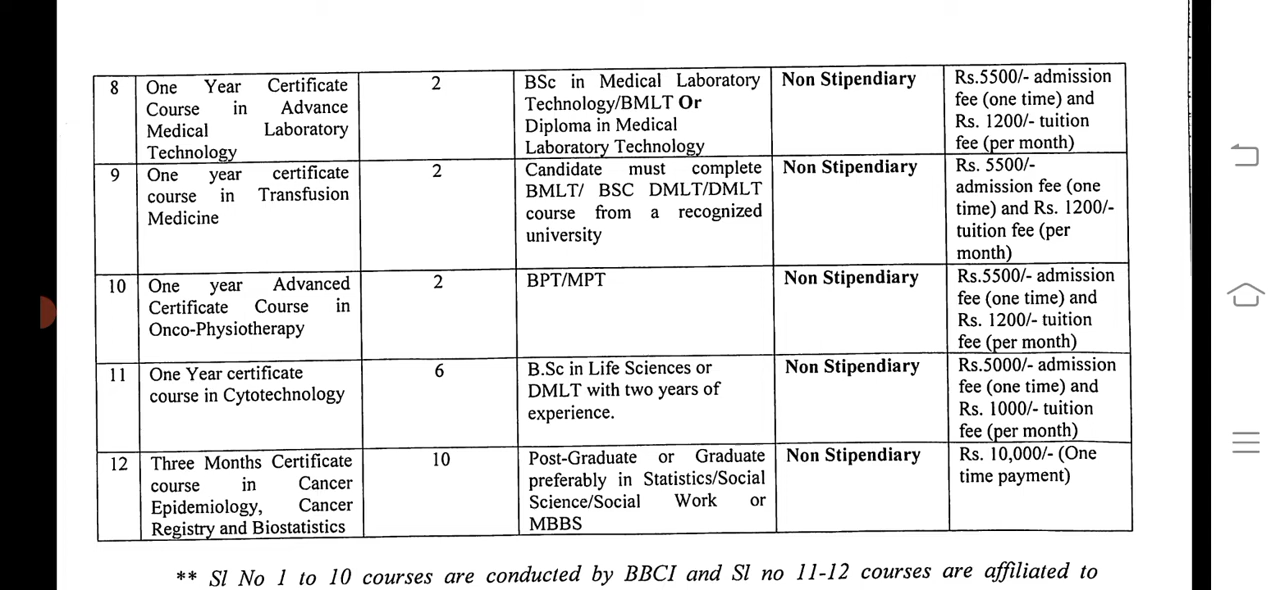 8
One Year Certificate
Course in Advance
Medical Laboratory
Technology
2
BSc in Medical Laboratory
Technology/BMLT Or
Diploma in Medical
Laboratory Technology
Non Stipendiary
Rs.5500/- admission
fee (one time) and
Rs. 1200/- tuition
fee (per month)
9
One year certificate
course in Transfusion
Medicine
2
Candidate must complete
BMLT/ BSC DMLT/DMLT
course from a recognized
university
Non Stipendiary
Rs. 5500/-
admission fee (one
time) and Rs. 1200/-
tuition fee (per
month)
10
One year Advanced
Certificate Course in
Onco-Physiotherapy
2
BPT/MPT
Non Stipendiary
Rs.5500/- admission
fee (one time) and
Rs. 1200/- tuition
fee (per month)
11
One Year certificate
course in Cytotechnology
6
B.Sc in Life Sciences or
DMLT with two years of
experience.
Non Stipendiary
Rs.5000/- admission
fee (one time) and
Rs. 1000/- tuition
fee (per month)
12
Three Months Certificate
course in Cancer
Epidemiology, Cancer
Registry and Biostatistics
10
Post-Graduate or Graduate
preferably in Statistics/Social
Science/Social Work or
MBBS
Non Stipendiary
Rs. 10,000/- (One
time payment)
** Sl No 1 to 10 courses are conducted by BBCI and Sl no 11-12 courses are affiliated to